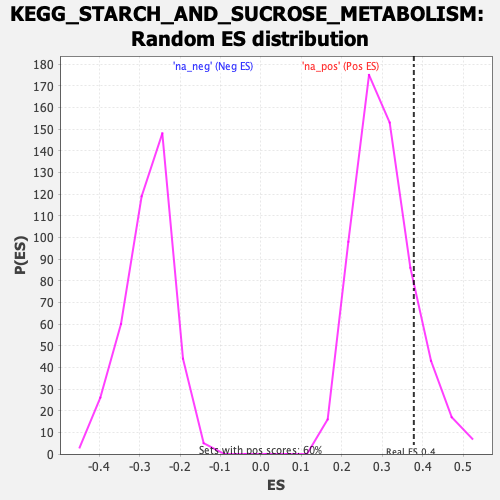 KEGG_STARCH_AND_SUCROSE_METABOLISM:
Random ES distribution
'na_neg' (Neg ES)
'na_pos' (Pos ES)
180
170
160
150
140
130
120
110
100
90
80
70
60
50
40
30
20
10
0
P(ES)
Sets with pos scores: 60%
Real ES 0.4
-0.4 -0.3 -0.2 -0.1 0.0 0.1 0.2 0.3 0.4 0.5
ES